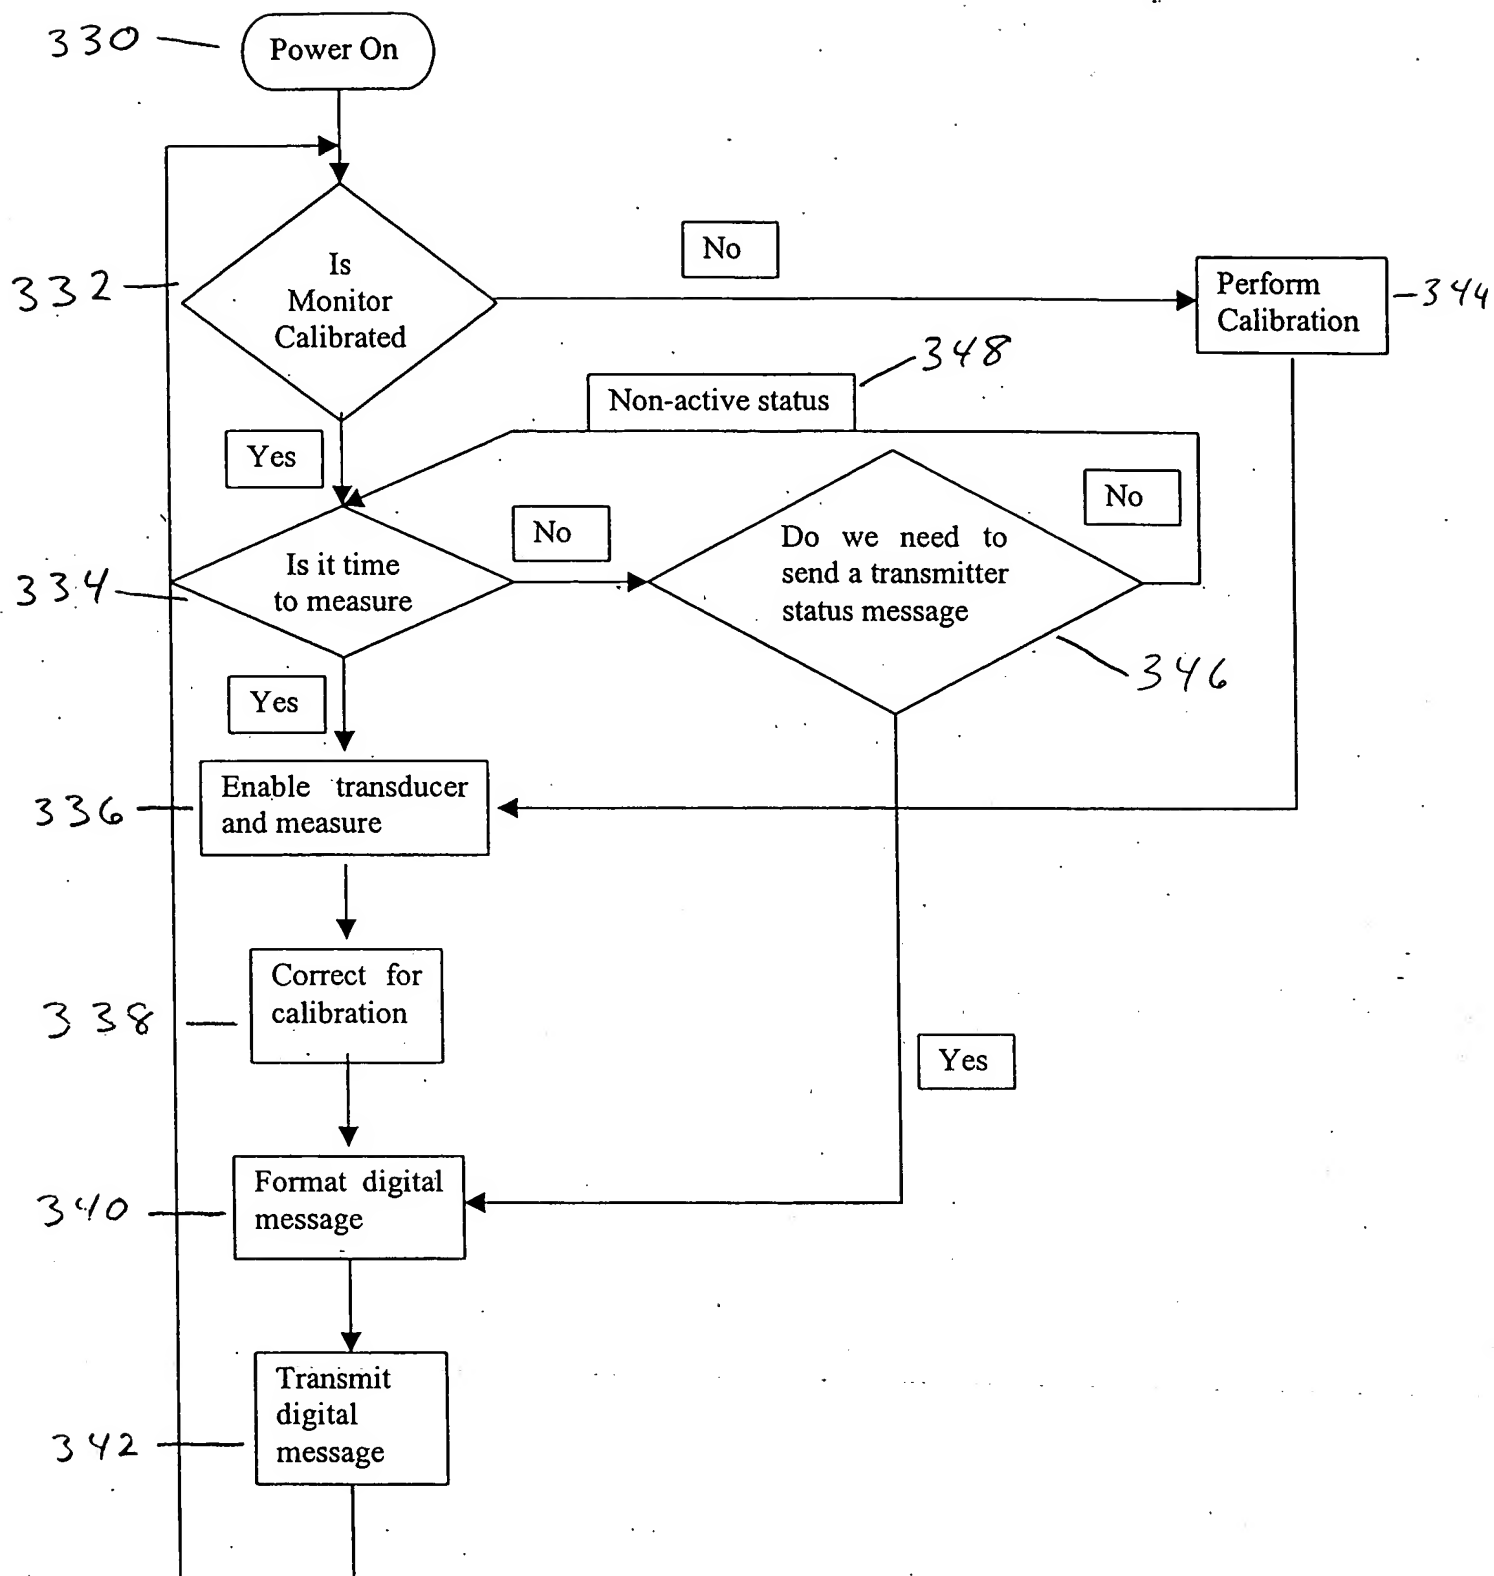 330
Power On
No
332
Is
Monitor
Calibrated
Perform
Calibration
344
348
Non-active status
Yes
No
No
334
Is it time
to measure
Do we need to
send a transmitter
status message
346
Yes
336
Enable transducer
and measure
338
Correct for
calibration
Yes
340
Format digital
message
342
Transmit
digital
message